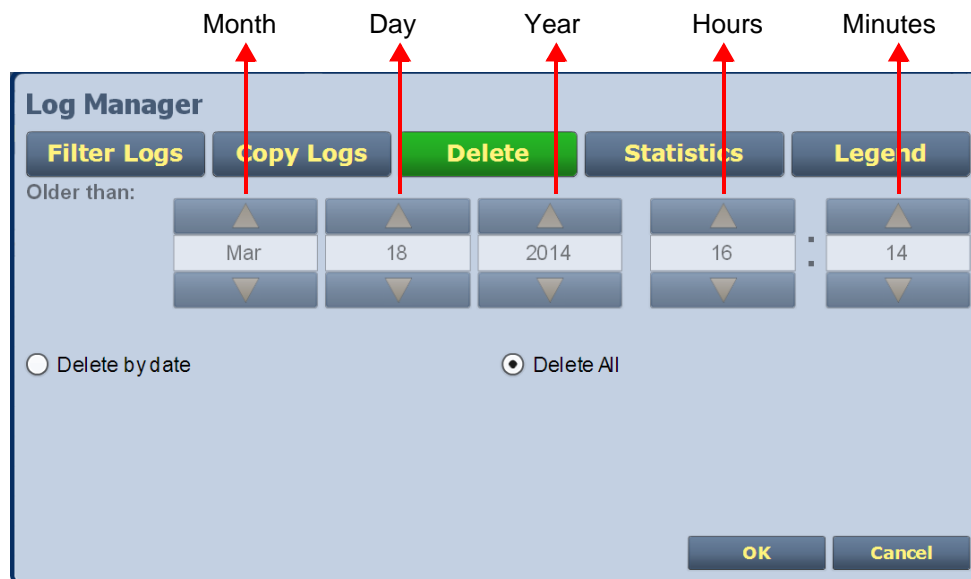 Month Day Year Hours Minutes
Log Manager
Filter Logs Copy Logs Delete Statistics Legend
Older than:
Mar 18 2014 16 : 14
Delete by date Delete All
OK Cancel